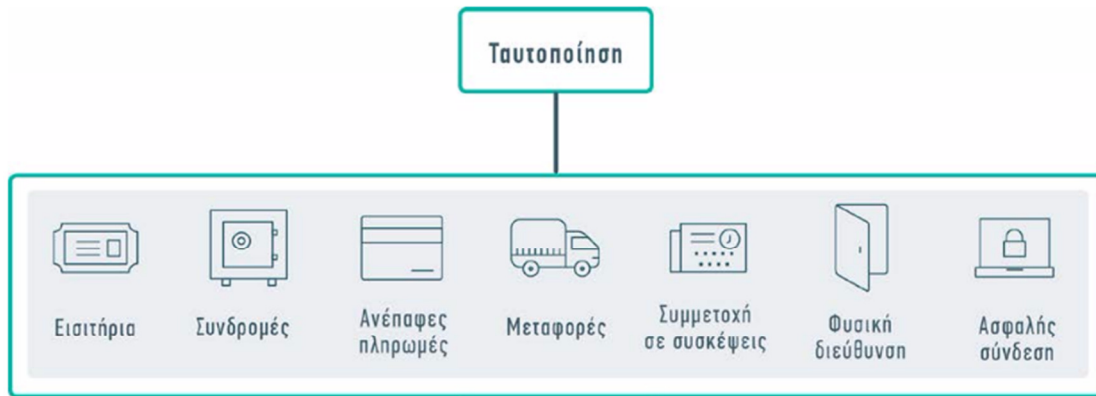 Ταυτοποίηση
Εισιτήρια
Συνδρομές
Ανέπαφες
πληρωμές
Μεταφορές
Συμμετοχή
σε συσκέψεις
Φυσική
διεύθυνση
Ασφαλής
σύνδεση